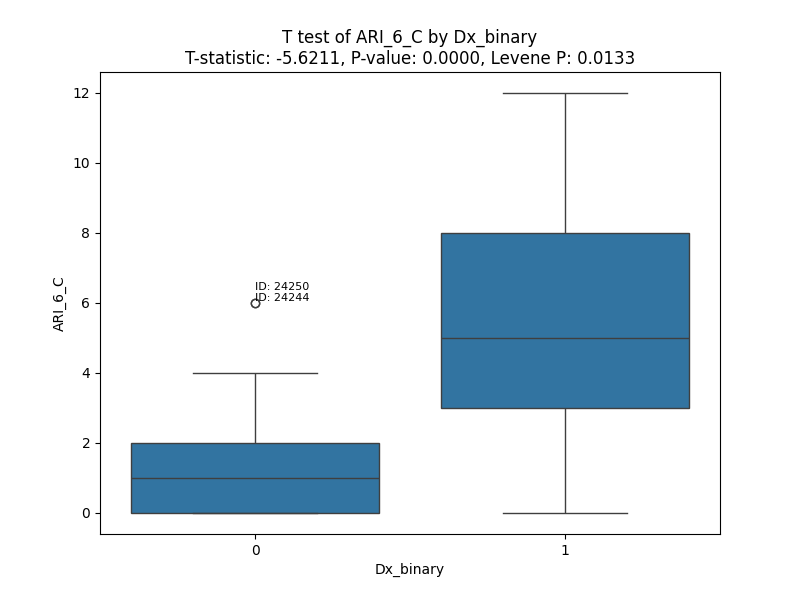 T test of ARI_6_C by Dx_binary
T-statistic: -5.6211, P-value: 0.0000, Levene P: 0.0133
12
10
8
6
4
2
0
ARI_6_C
ID: 24250
ID: 24244
0
1
Dx_binary